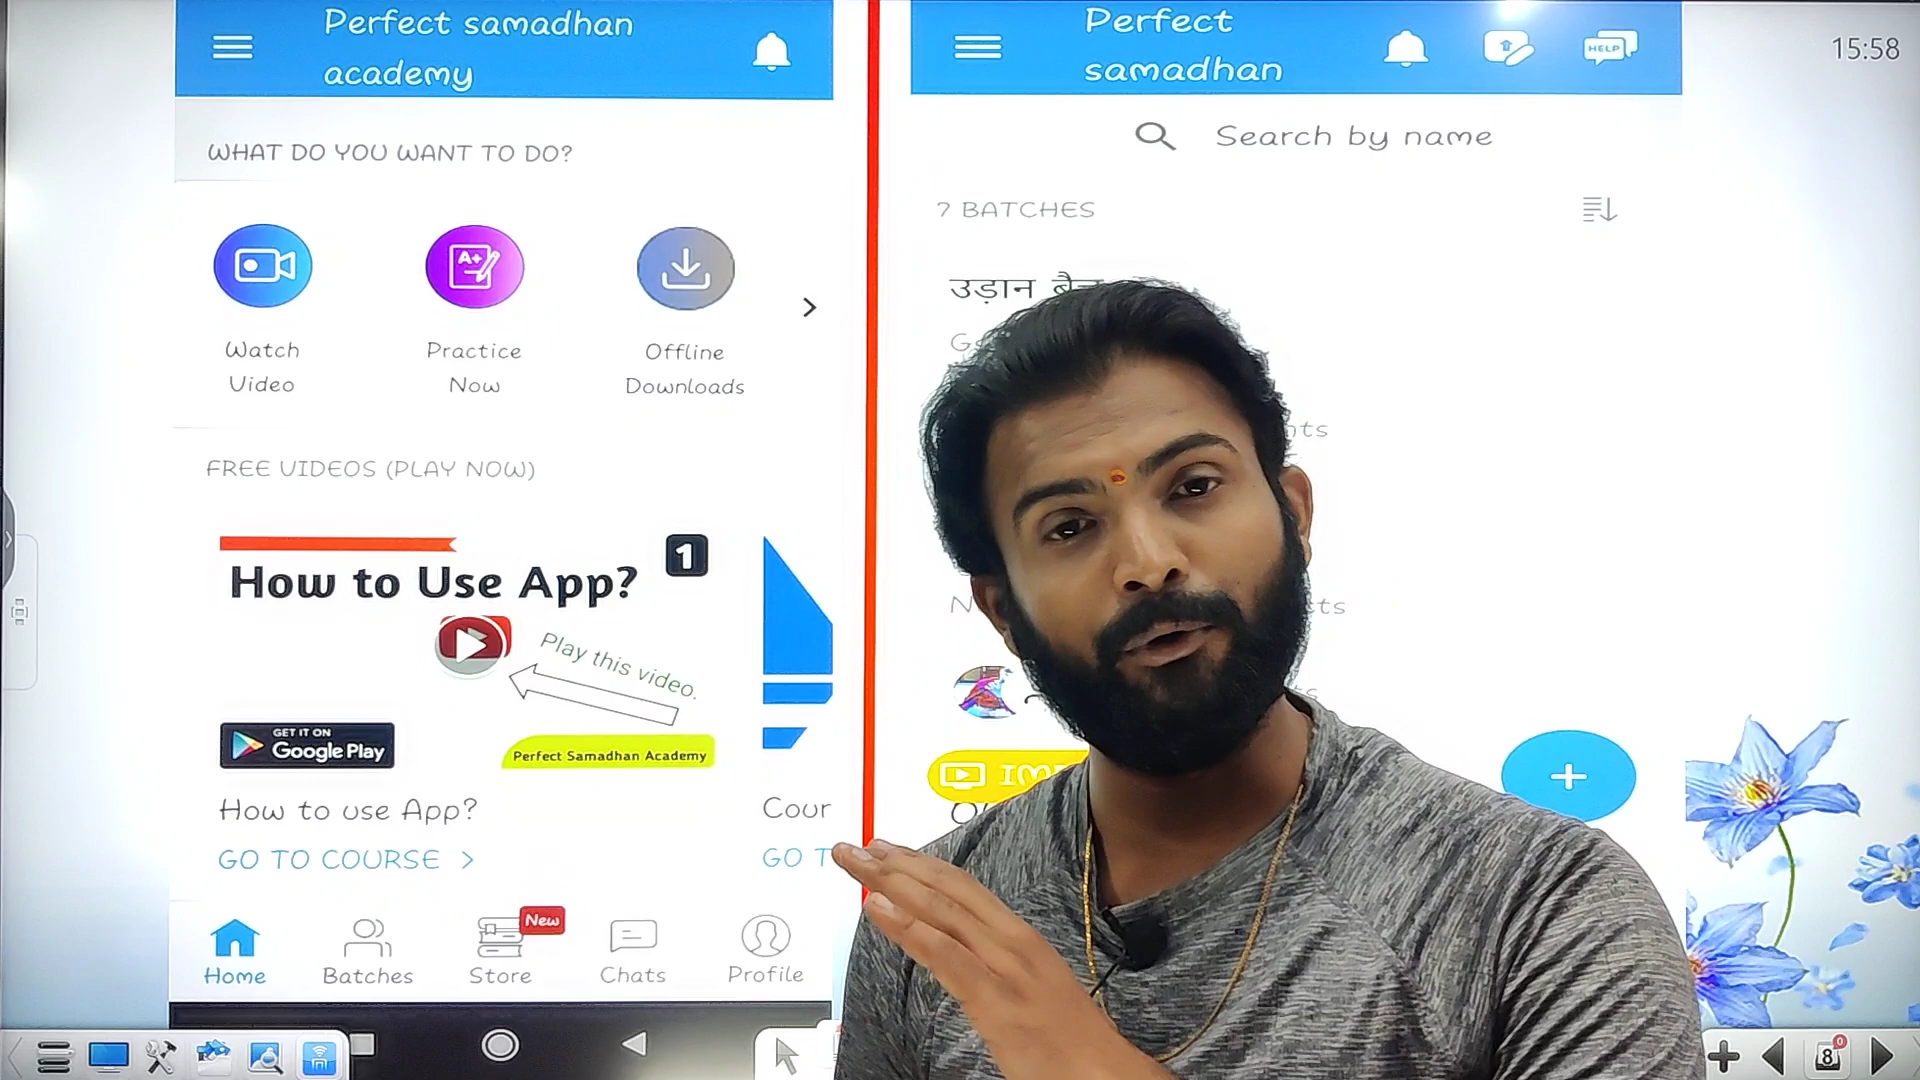 Perfect samadhan
academy
WHAT DO YOU WANT TO DO?
A+
Watch
Video
Practice
Now
Offline
Downloads
FREE VIDEOS (PLAY NOW)
How to Use App?
1
Play this video.
GET IT ON
Google Play
Perfect Samadhan Academy
How to use App?
GO TO COURSE >
Cour
GO T
New
Home
Batches
Store
Chats
Profile
Perfect
samadhan
HELP
15:58
Search by name
7 BATCHES
उड़ान
8
0